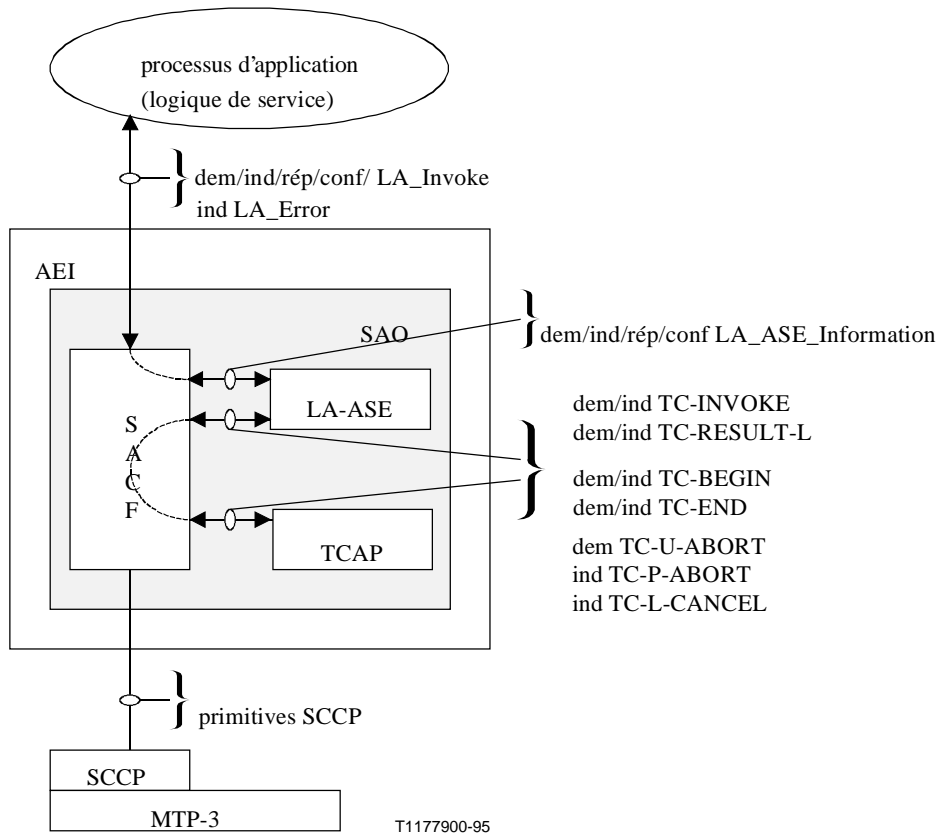 processus d'application
(logique de service)
dem/ind/rép/conf/ LA_Invoke
ind LA_Error
AEI
SAO
dem/ind/rép/conf LA_ASE_Information
LA-ASE
S
A
C
F
dem/ind TC-INVOKE
dem/ind TC-RESULT-L
dem/ind TC-BEGIN
dem/ind TC-END
TCAP
dem TC-U-ABORT
ind TC-P-ABORT
ind TC-L-CANCEL
primitives SCCP
SCCP
MTP-3
T1177900-95